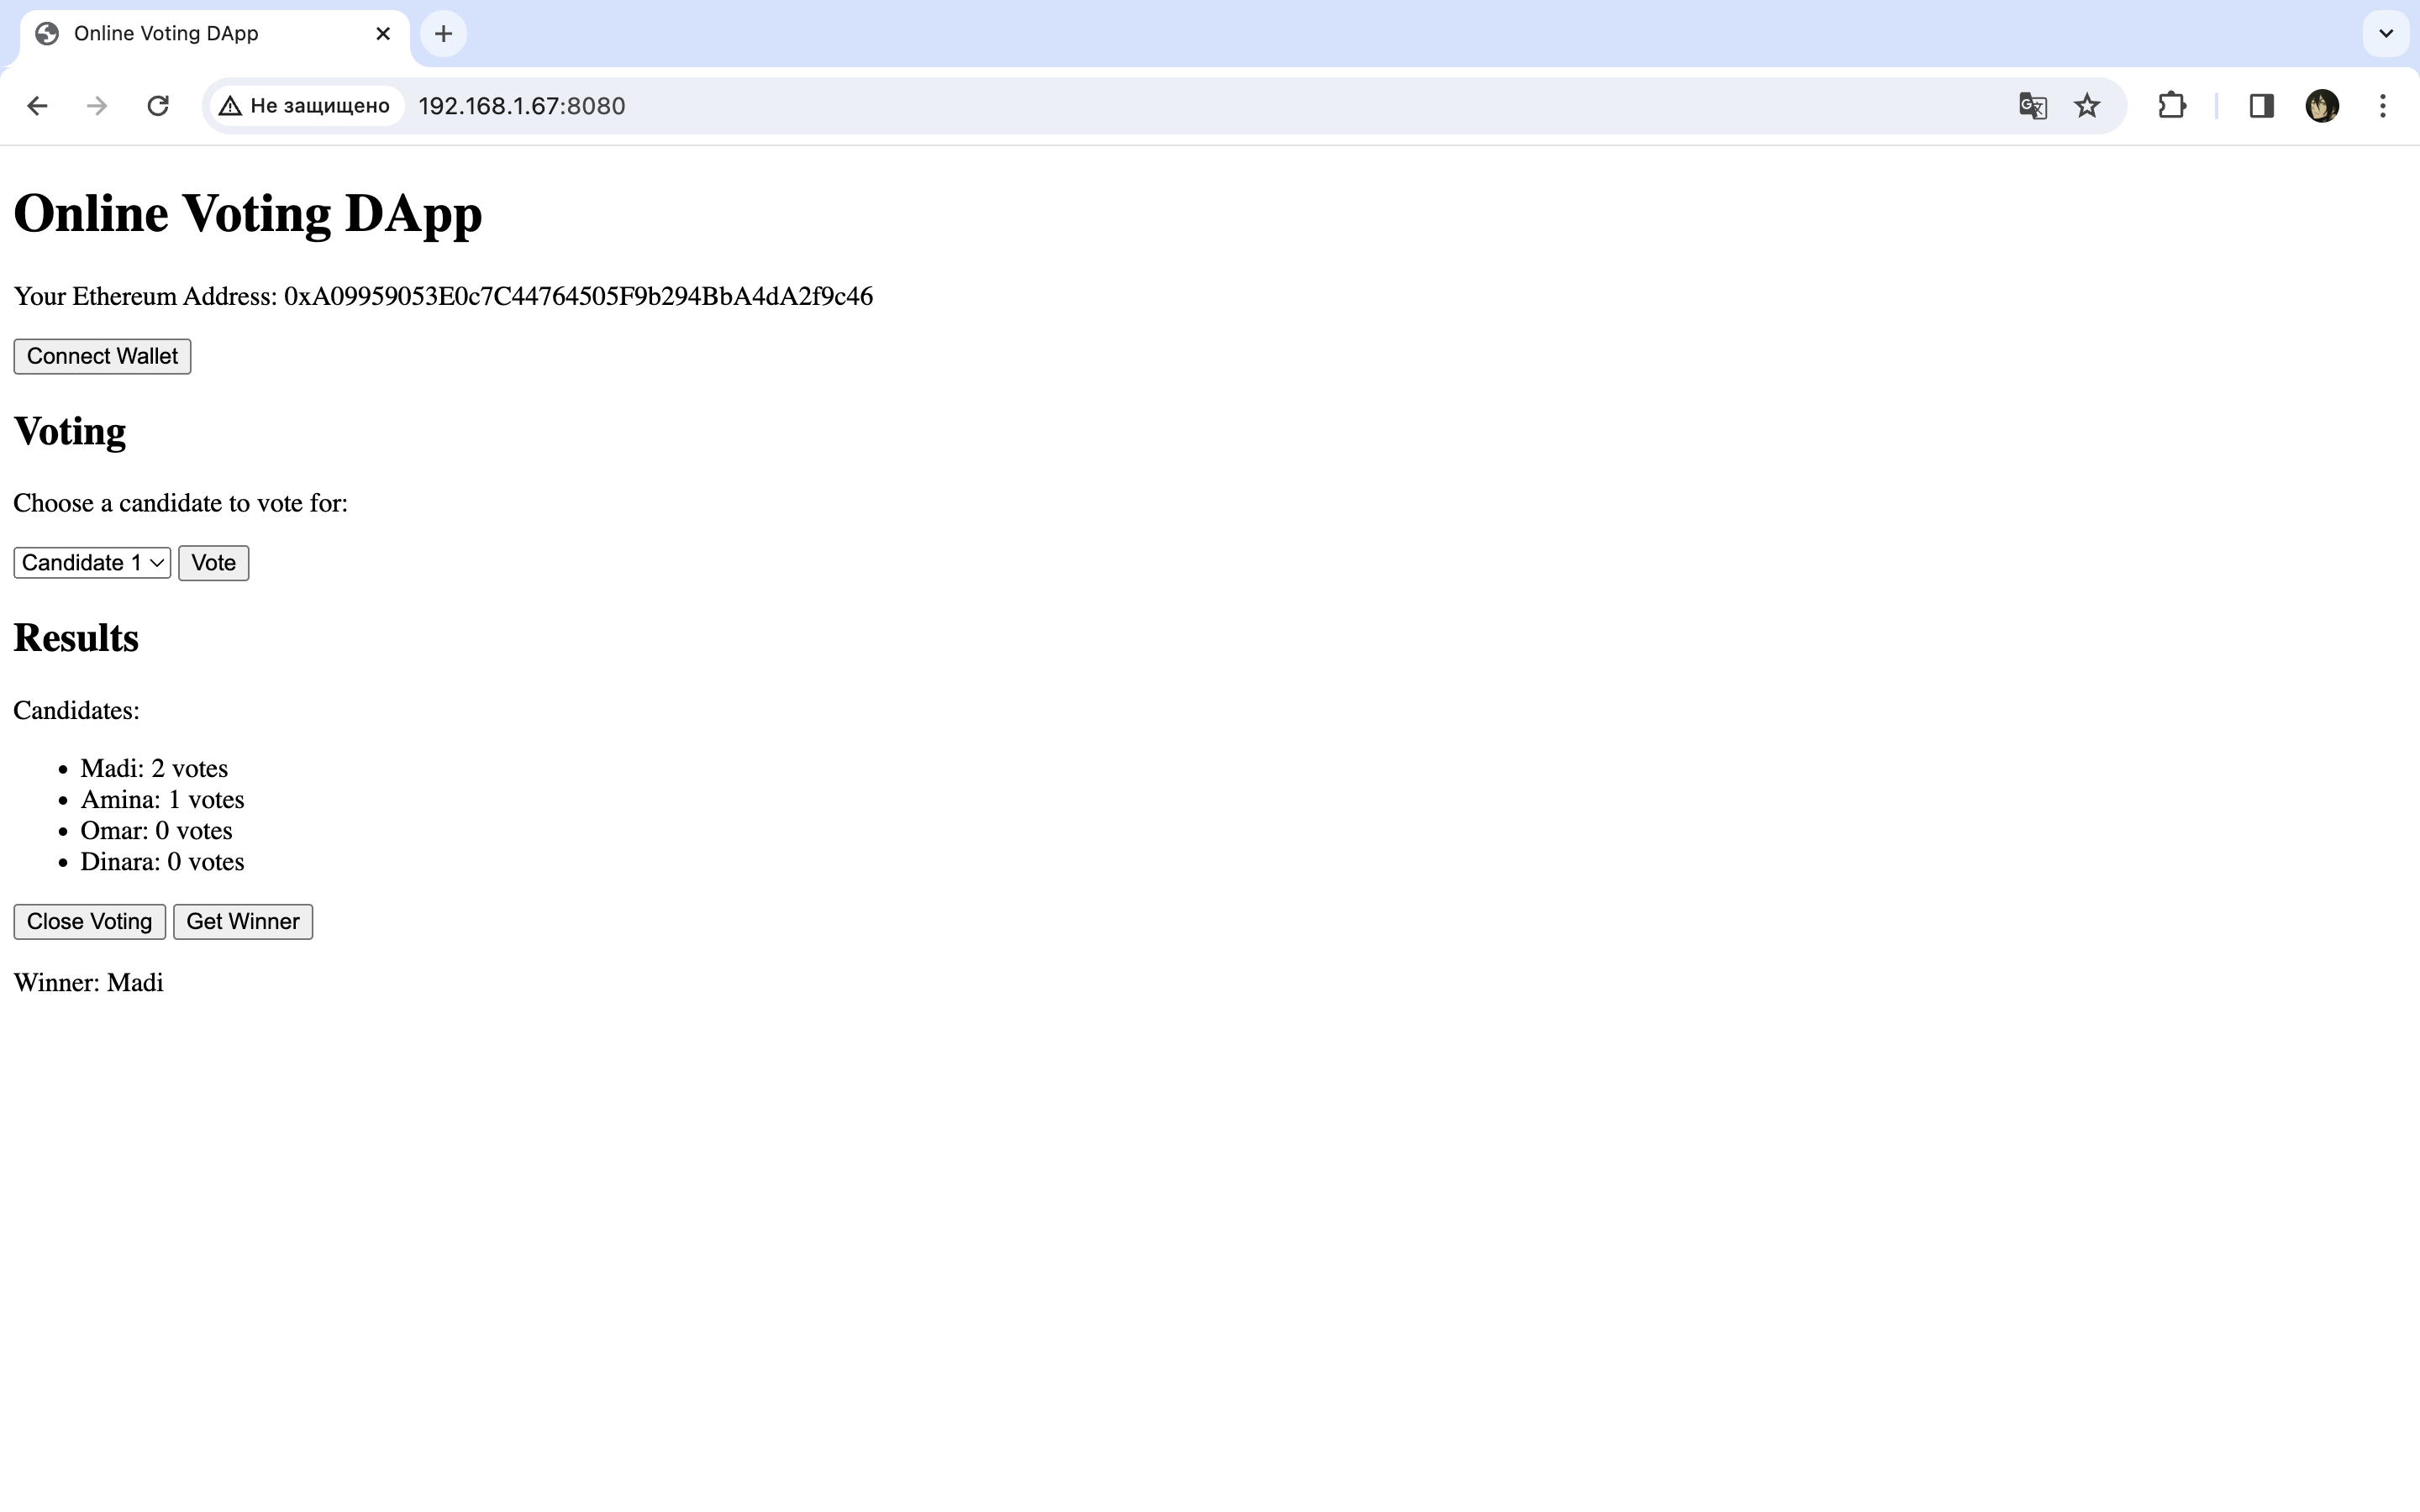 Online Voting DApp
Не защищено 192.168.1.67:8080
Online Voting DApp
Your Ethereum Address: 0xA09959053E0c7C44764505F9b294BbA4dA2f9c46
Connect Wallet
Voting
Choose a candidate to vote for:
Candidate 1 Vote
Results
Candidates:
Madi: 2 votes
Amina: 1 votes
Omar: 0 votes
Dinara: 0 votes
Close Voting Get Winner
Winner: Madi